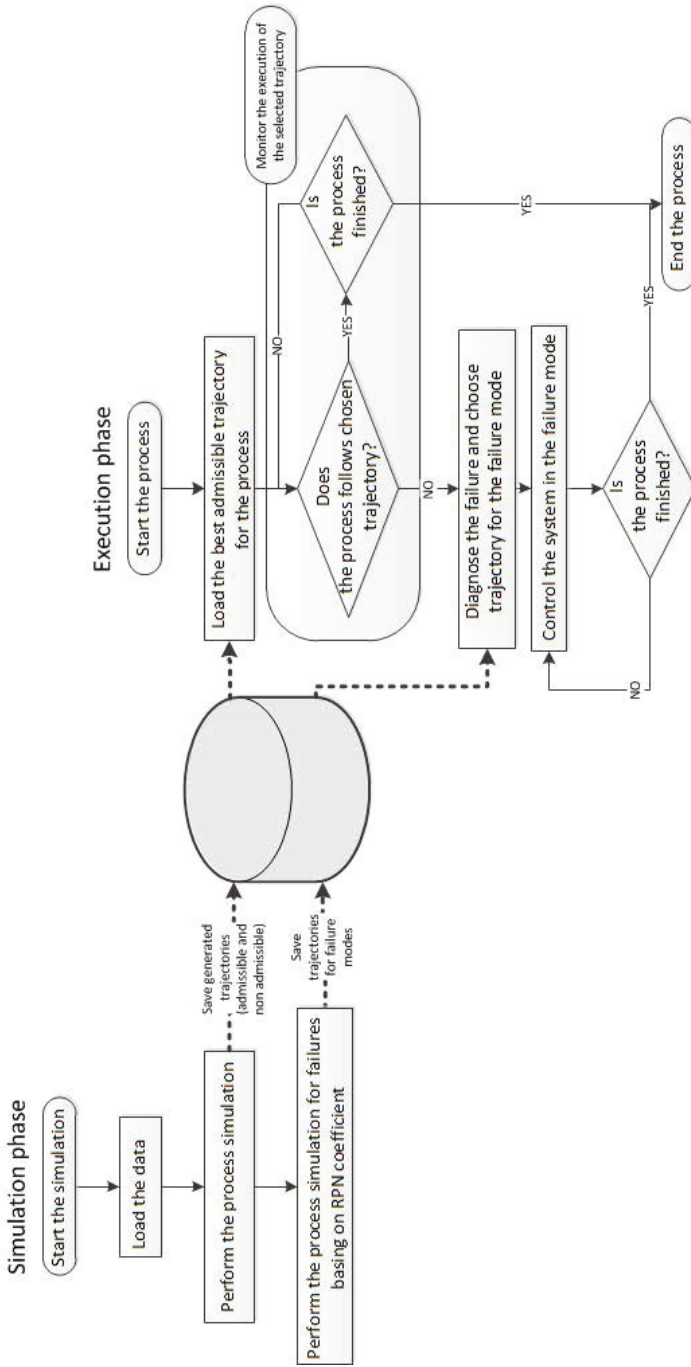 Simulation phase
Start the simulation
Load the data
Perform the process simulation
Perform the process simulation for failures
basing on RPN coefficient
Save generated
trajectories
(admissible and
non admissible)
Save
trajectories
for failure
modes
Execution phase
Start the process
Load the best admissible trajectory
for the process
Monitor the execution of
the selected trajectory
NO
Does
the process follows chosen
trajectory?
YES
Is
the process
finished?
NO
YES
Diagnose the failure and choose
trajectory for the failure mode
Control the system in the failure mode
Is
the process
finished?
NO
YES
End the process